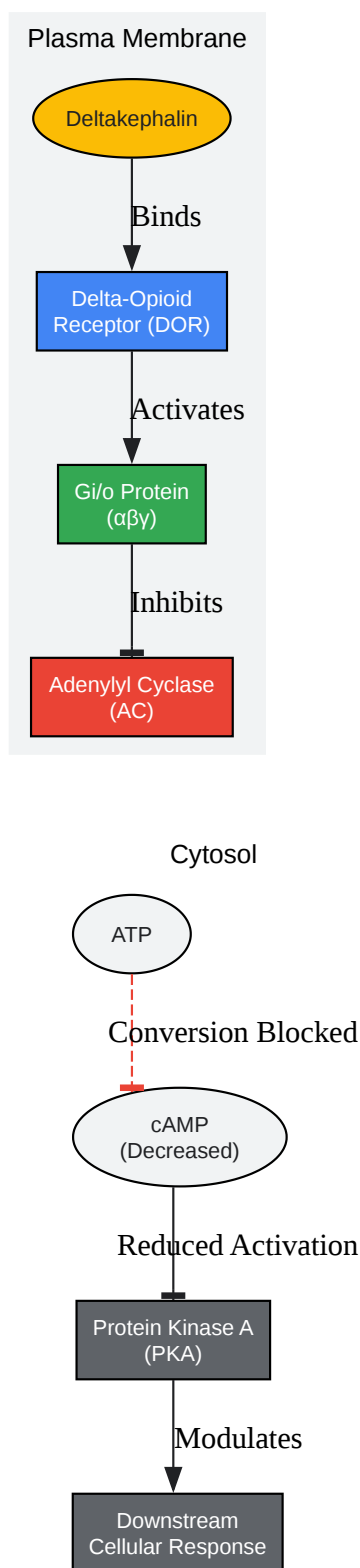 Plasma Membrane
Deltakephalin
Binds
Delta-Opioid
Receptor (DOR)
Activates
Gi/o Protein
(αβγ)
Inhibits
Adenylyl Cyclase
(AC)
Cytosol
ATP
Conversion Blocked
cAMP
(Decreased)
Reduced Activation
Protein Kinase A
(PKA)
Modulates
Downstream
Cellular Response